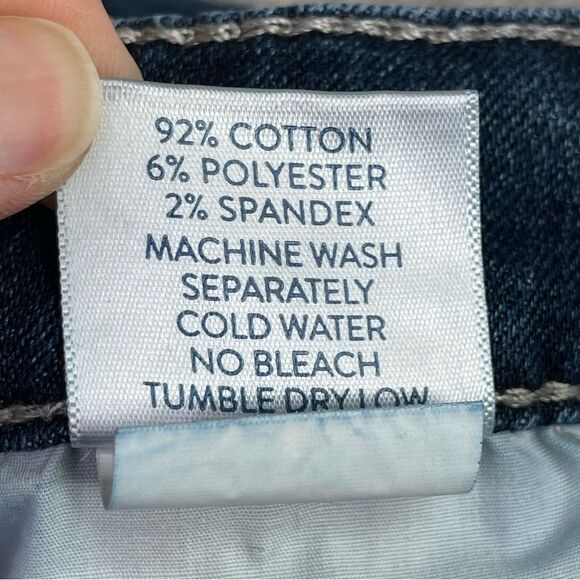 92% COTTON
6% POLYESTER
2% SPANDEX
MACHINE WASH
SEPARATELY
COLD WATER
NO BLEACH
TUMBLE DRY LOW